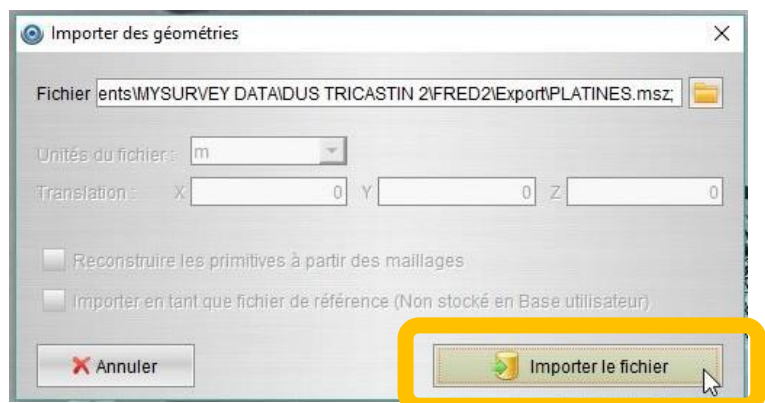 Importer des géométries
Fichier ents\MYSURVEY DATA\DUS TRICASTIN 2\FRED2\Export\PLATINES.msz;
Unités du fichier : m
Translation : X 0 Y 0 Z 0
Reconstruire les primitives à partir des maillages
Importer en tant que fichier de référence (Non stocké en Base utilisateur)
Annuler Importer le fichier